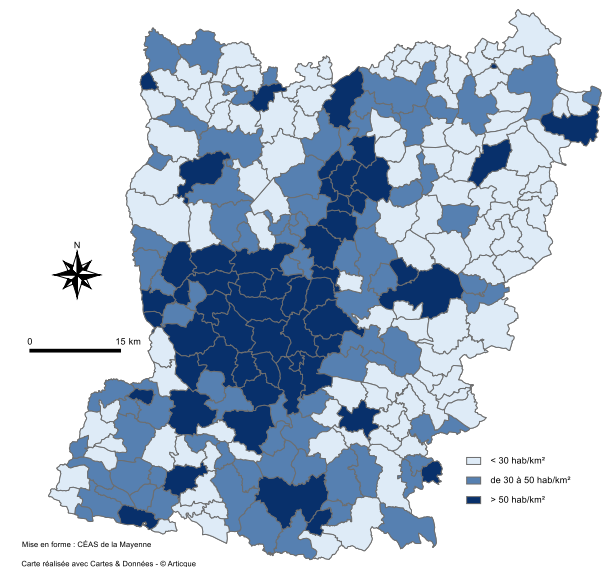 N
0 15 km
< 30 hab/km²
de 30 à 50 hab/km²
> 50 hab/km²
Mise en forme : CÉAS de la Mayenne
Carte réalisée avec Cartes & Données - © Articque